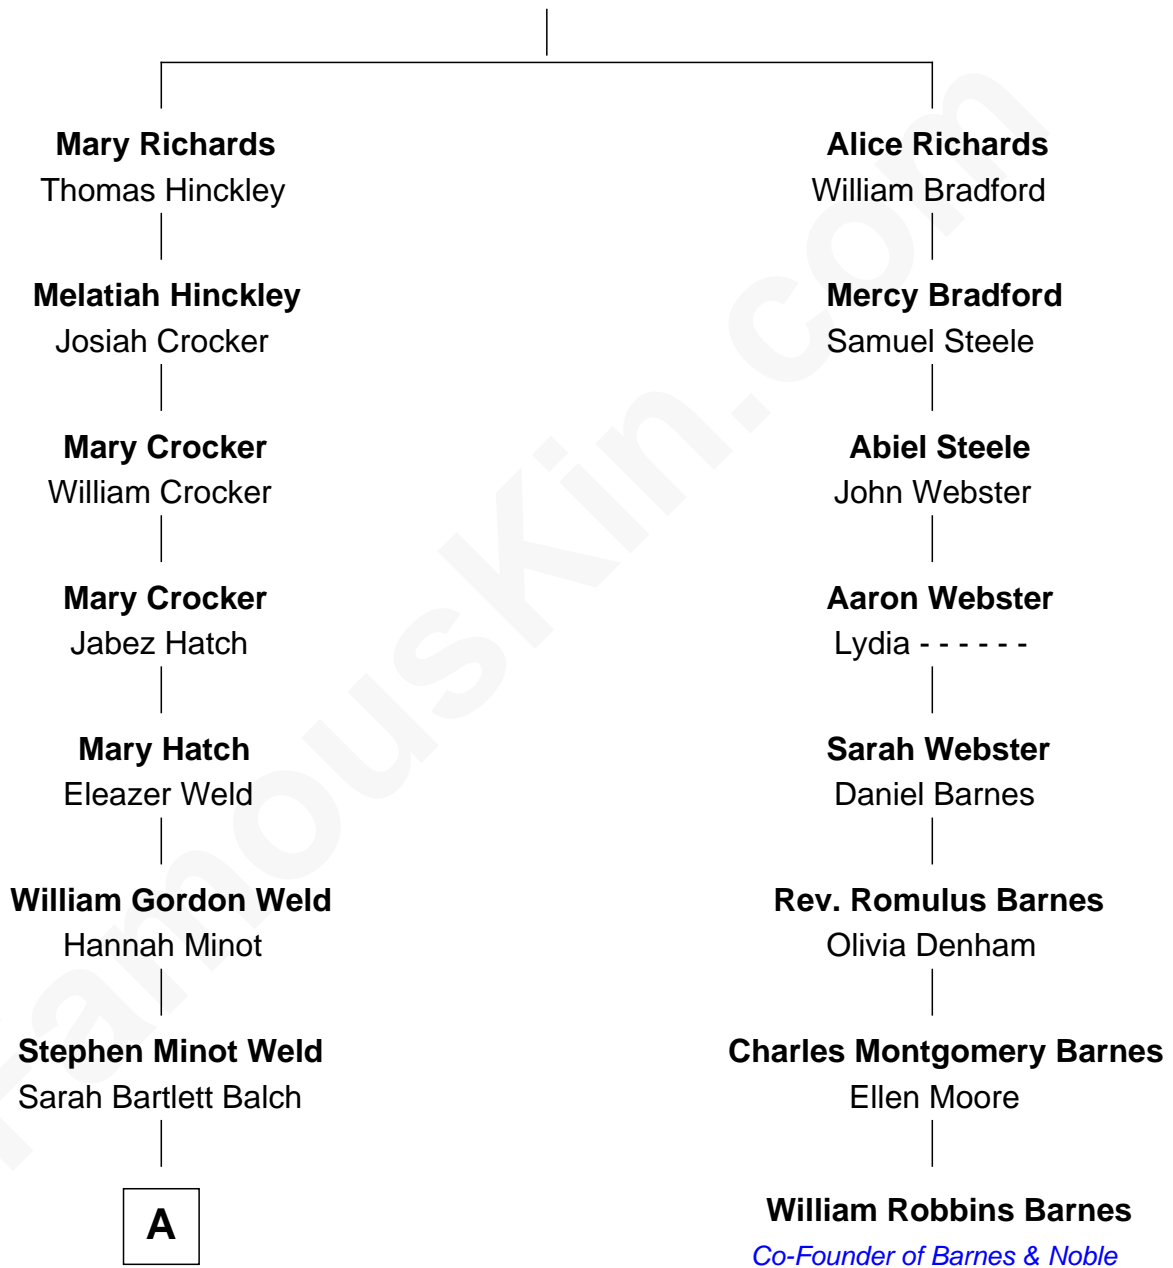 Mary Richards
Thomas Hinckley
Melatiah Hinckley
Josiah Crocker
Mary Crocker
William Crocker
Mary Crocker
Jabez Hatch
Mary Hatch
Eleazer Weld
William Gordon Weld
Hannah Minot
Stephen Minot Weld
Sarah Bartlett Balch
A
Alice Richards
William Bradford
Mercy Bradford
Samuel Steele
Abiel Steele
John Webster
Aaron Webster
Lydia - - - - - -
Sarah Webster
Daniel Barnes
Rev. Romulus Barnes
Olivia Denham
Charles Montgomery Barnes
Ellen Moore
William Robbins Barnes
Co-Founder of Barnes & Noble
FamousKin.com